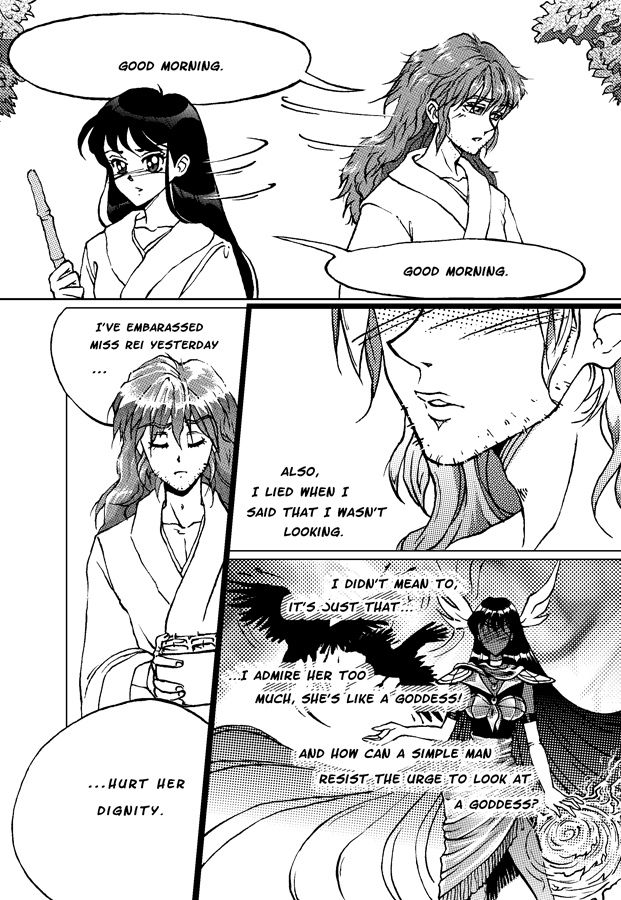 GOOD MORNING.
GOOD MORNING.
I'VE EMBARASSED
MISS REI YESTERDAY
...
...HURT HER
DIGNITY.
ALSO,
I LIED WHEN I
SAID THAT I WASN'T
LOOKING.
I DIDN'T MEAN TO,
IT'S JUST THAT...
...I ADMIRE HER TOO
MUCH, SHE'S LIKE A GODDESS!
AND HOW CAN A SIMPLE MAN
RESIST THE URGE TO LOOK AT
A GODDESS?